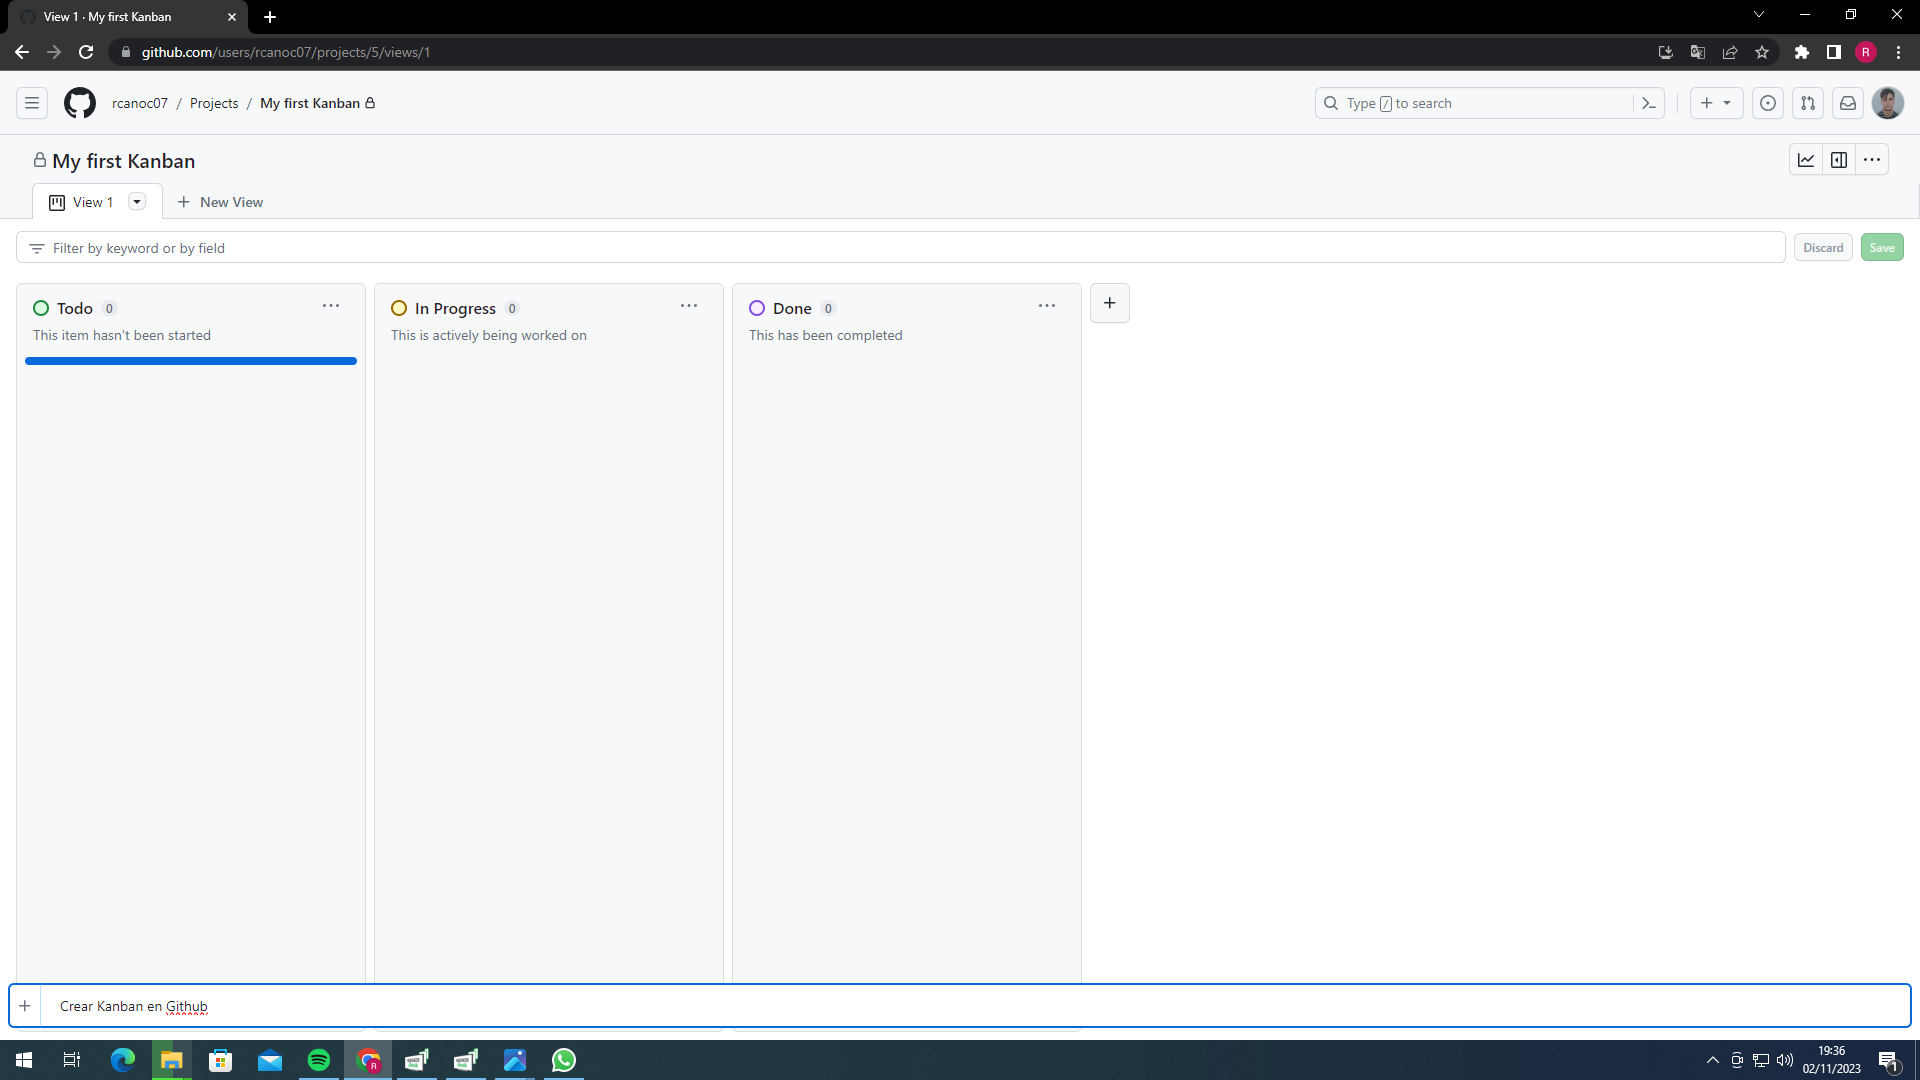 View 1 · My first Kanban
github.com/users/rcanoc07/projects/5/views/1
R
rcanoc07 / Projects / My first Kanban
Type / to search
My first Kanban
View 1
New View
Filter by keyword or by field
Discard
Save
Todo 0
This item hasn't been started
In Progress 0
This is actively being worked on
Done 0
This has been completed
Crear Kanban en Github
R
19:36
02/11/2023
1